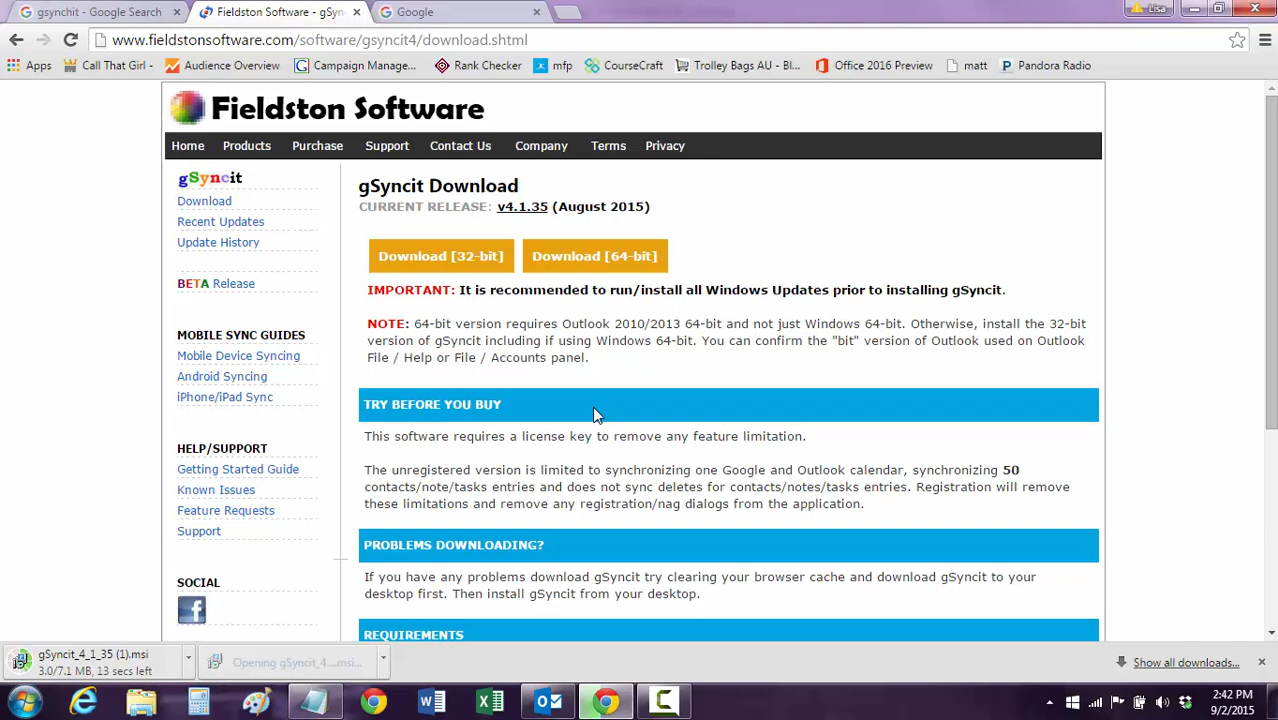 gsynchit - Google Search
Fieldston Software - gSyn
Google
Lisa
www.fieldstonsoftware.com/software/gsyncit4/download.shtml
Apps
Call That Girl -
Audience Overview
Campaign Manage...
Rank Checker
mfp
CourseCraft
Trolley Bags AU - Bl...
Office 2016 Preview
matt
Pandora Radio
Fieldston Software
Home Products Purchase Support Contact Us Company Terms Privacy
gSyncit
Download
Recent Updates
Update History
BETA Release
MOBILE SYNC GUIDES
Mobile Device Syncing
Android Syncing
iPhone/iPad Sync
HELP/SUPPORT
Getting Started Guide
Known Issues
Feature Requests
Support
SOCIAL
gSyncit Download
CURRENT RELEASE: v4.1.35 (August 2015)
Download [32-bit] Download [64-bit]
IMPORTANT: It is recommended to run/install all Windows Updates prior to installing gSyncit.
NOTE: 64-bit version requires Outlook 2010/2013 64-bit and not just Windows 64-bit. Otherwise, install the 32-bit
version of gSyncit including if using Windows 64-bit. You can confirm the "bit" version of Outlook used on Outlook
File / Help or File / Accounts panel.
TRY BEFORE YOU BUY
This software requires a license key to remove any feature limitation.
The unregistered version is limited to synchronizing one Google and Outlook calendar, synchronizing 50
contacts/note/tasks entries and does not sync deletes for contacts/notes/tasks entries. Registration will remove
these limitations and remove any registration/nag dialogs from the application.
PROBLEMS DOWNLOADING?
If you have any problems download gSyncit try clearing your browser cache and download gSyncit to your
desktop first. Then install gSyncit from your desktop.
REQUIREMENTS
gSyncit_4_1_35 (1).msi
3.0/7.1 MB, 13 secs left
Opening gSyncit_4....msi...
Show all downloads...
2:42 PM
9/2/2015